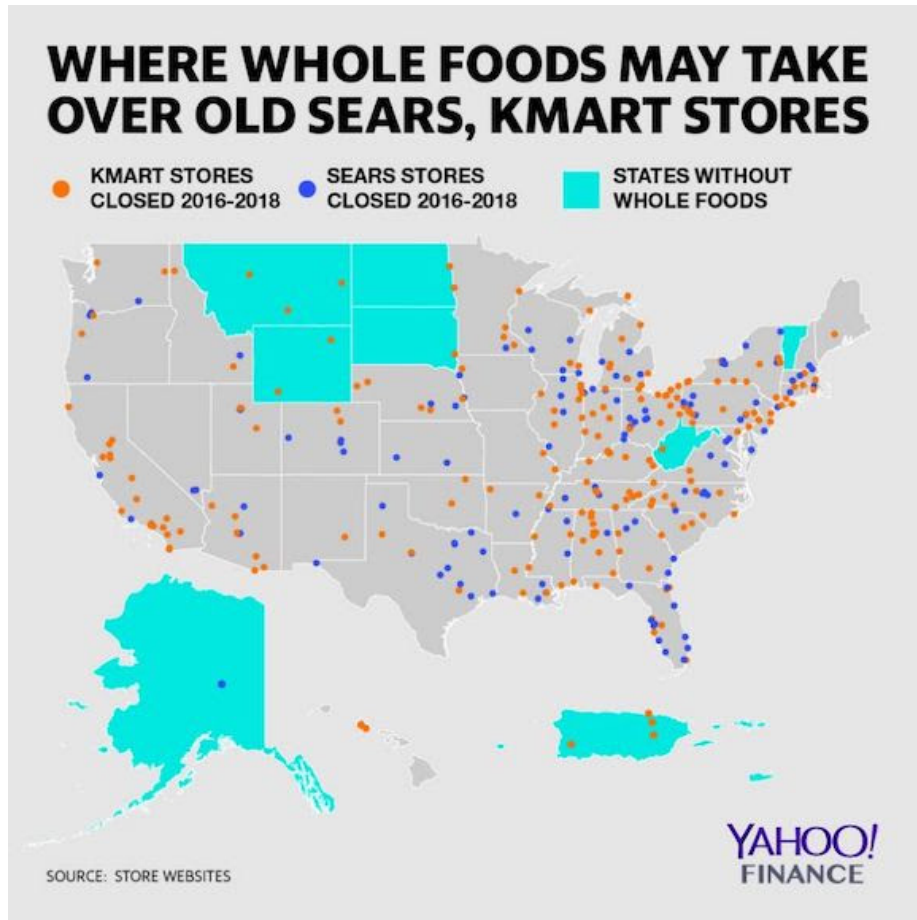 WHERE WHOLE FOODS MAY TAKE
OVER OLD SEARS, KMART STORES
KMART STORES
CLOSED 2016-2018
SEARS STORES
CLOSED 2016-2018
STATES WITHOUT
WHOLE FOODS
YAHOO!
FINANCE
SOURCE: STORE WEBSITES